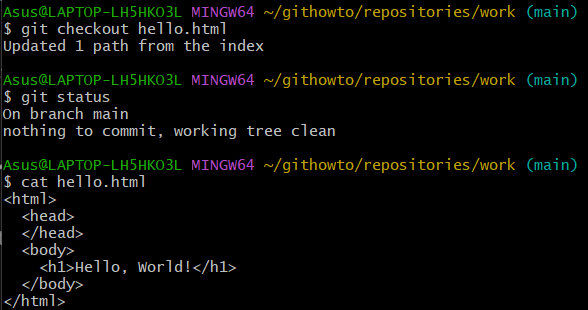 Asus@LAPTOP-LH5HKO3L MINGW64 ~/githowto/repositories/work (main)
$ git checkout hello.html
Updated 1 path from the index

Asus@LAPTOP-LH5HKO3L MINGW64 ~/githowto/repositories/work (main)
$ git status
On branch main
nothing to commit, working tree clean

Asus@LAPTOP-LH5HKO3L MINGW64 ~/githowto/repositories/work (main)
$ cat hello.html
<html>
  <head>
  </head>
  <body>
    <h1>Hello, World!</h1>
  </body>
</html>